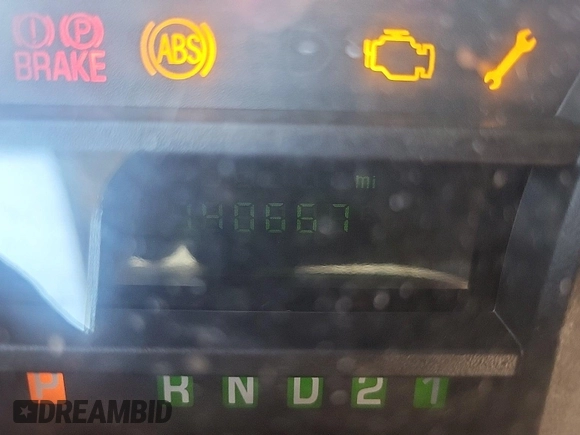 ABS
BRAKE
mi
140667
P R N D 2 1
DREAMBID